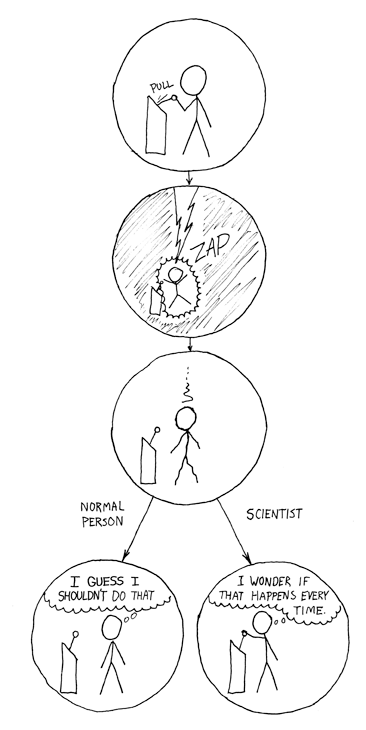 PULL
ZAP
NORMAL
PERSON
SCIENTIST
I GUESS I
SHOULDN'T DO THAT
I WONDER IF
THAT HAPPENS EVERY
TIME.